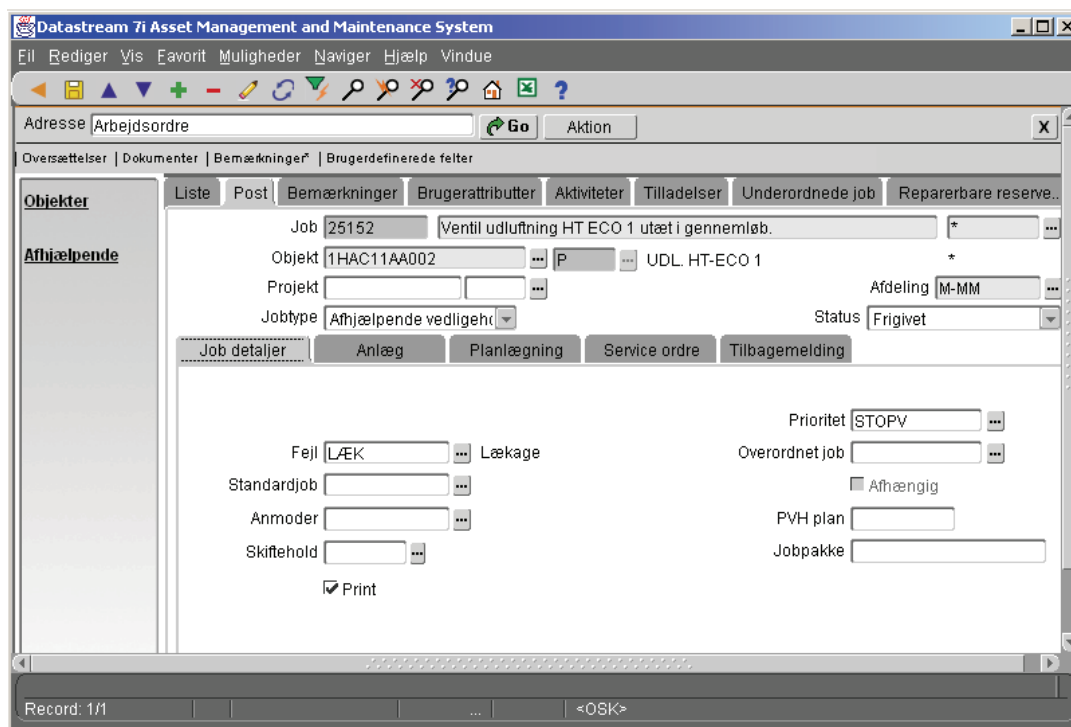 Datastream 7i Asset Management and Maintenance System
Fil Rediger Vis Favorit Muligheder Naviger Hjælp Vindue
Adresse Arbejdsordre Go Aktion X
Oversættelser | Dokumenter | Bemærkninger* | Brugerdefinerede felter
Objekter
Afhjælpende
Liste Post Bemærkninger Brugerattributter Aktiviteter Tilladelser Underordnede job Reparerbare reserve..
Job 25152 Ventil udluftning HT ECO 1 utæt i gennemløb. * ...
Objekt 1HAC11AA002 ... P ... UDL. HT-ECO 1 *
Projekt ... Afdeling M-MM ...
Jobtype Afhjælpende vedligeh Status Frigivet
Job detaljer Anlæg Planlægning Service ordre Tilbagemelding
Prioritet STOPV ...
Fejl LÆK ... Lækage Overordnet job ...
Standardjob ... Afhængig
Anmoder ... PVH plan
Skiftehold ... Jobpakke
Print
Record: 1/1 ... <OSK>